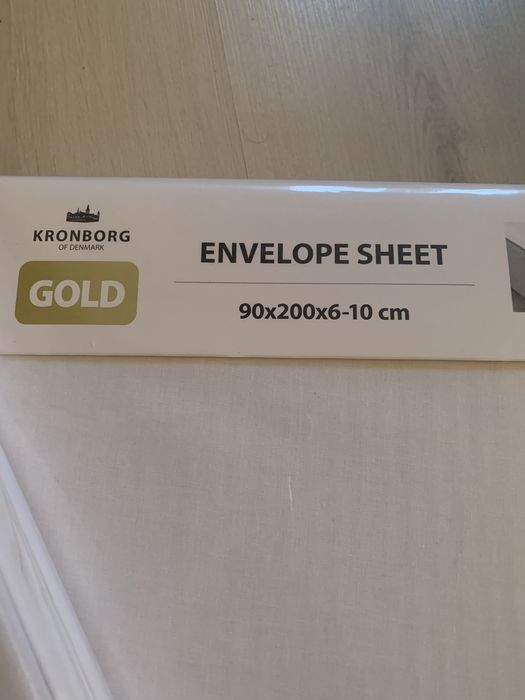 KRONBORG
OF DENMARK
GOLD
ENVELOPE SHEET
90x200x6-10 cm